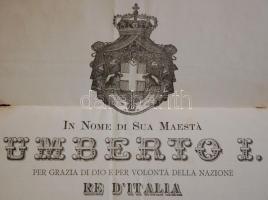 In Nome di Sua Maestà
UMBERTO I.
PER GRAZIA DI DIO E PER VOLONTÀ DELLA NAZIONE
RE D'ITALIA